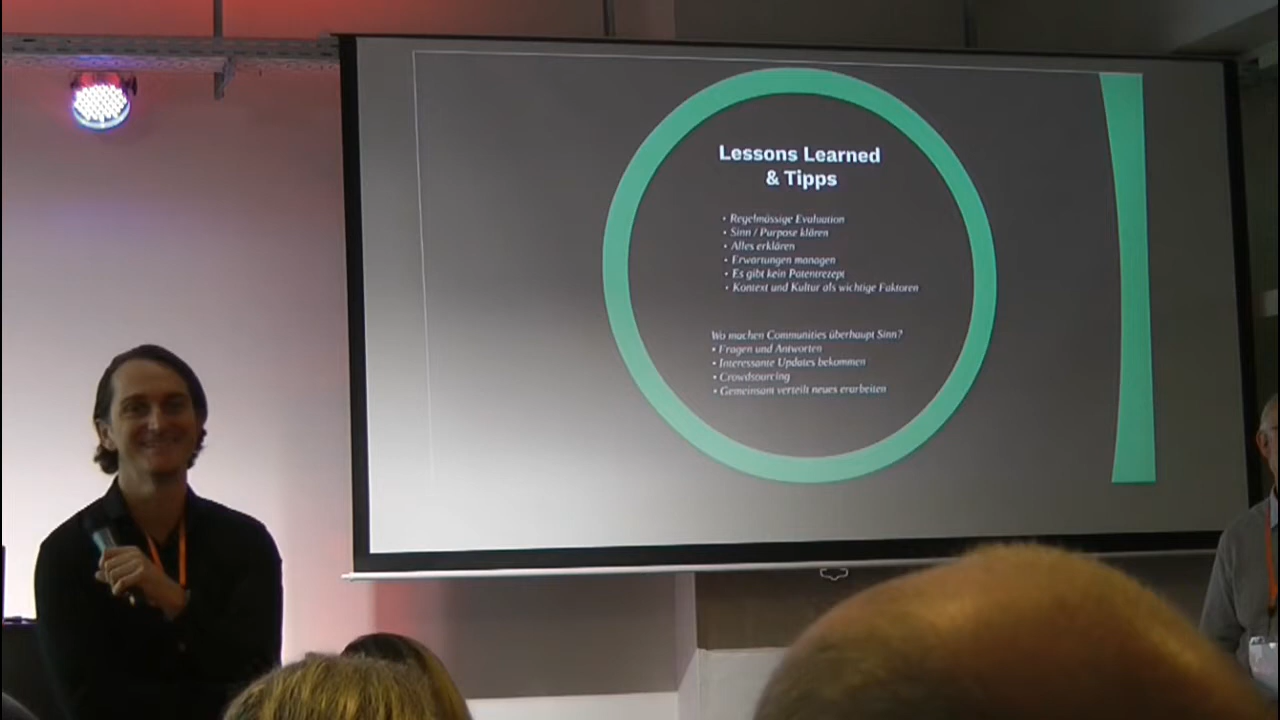 Lessons Learned
& Tipps
• Regelmässige Evaluation
• Sinn / Purpose klären
• Alles erklären
• Erwartungen managen
• Es gibt kein Patentrezept
• Kontext und Kultur als wichtige Faktoren
Wo machen Communities überhaupt Sinn?
• Fragen und Antworten
• Interessante Updates bekommen
• Crowdsourcing
• Gemeinsam verteilt neues erarbeiten